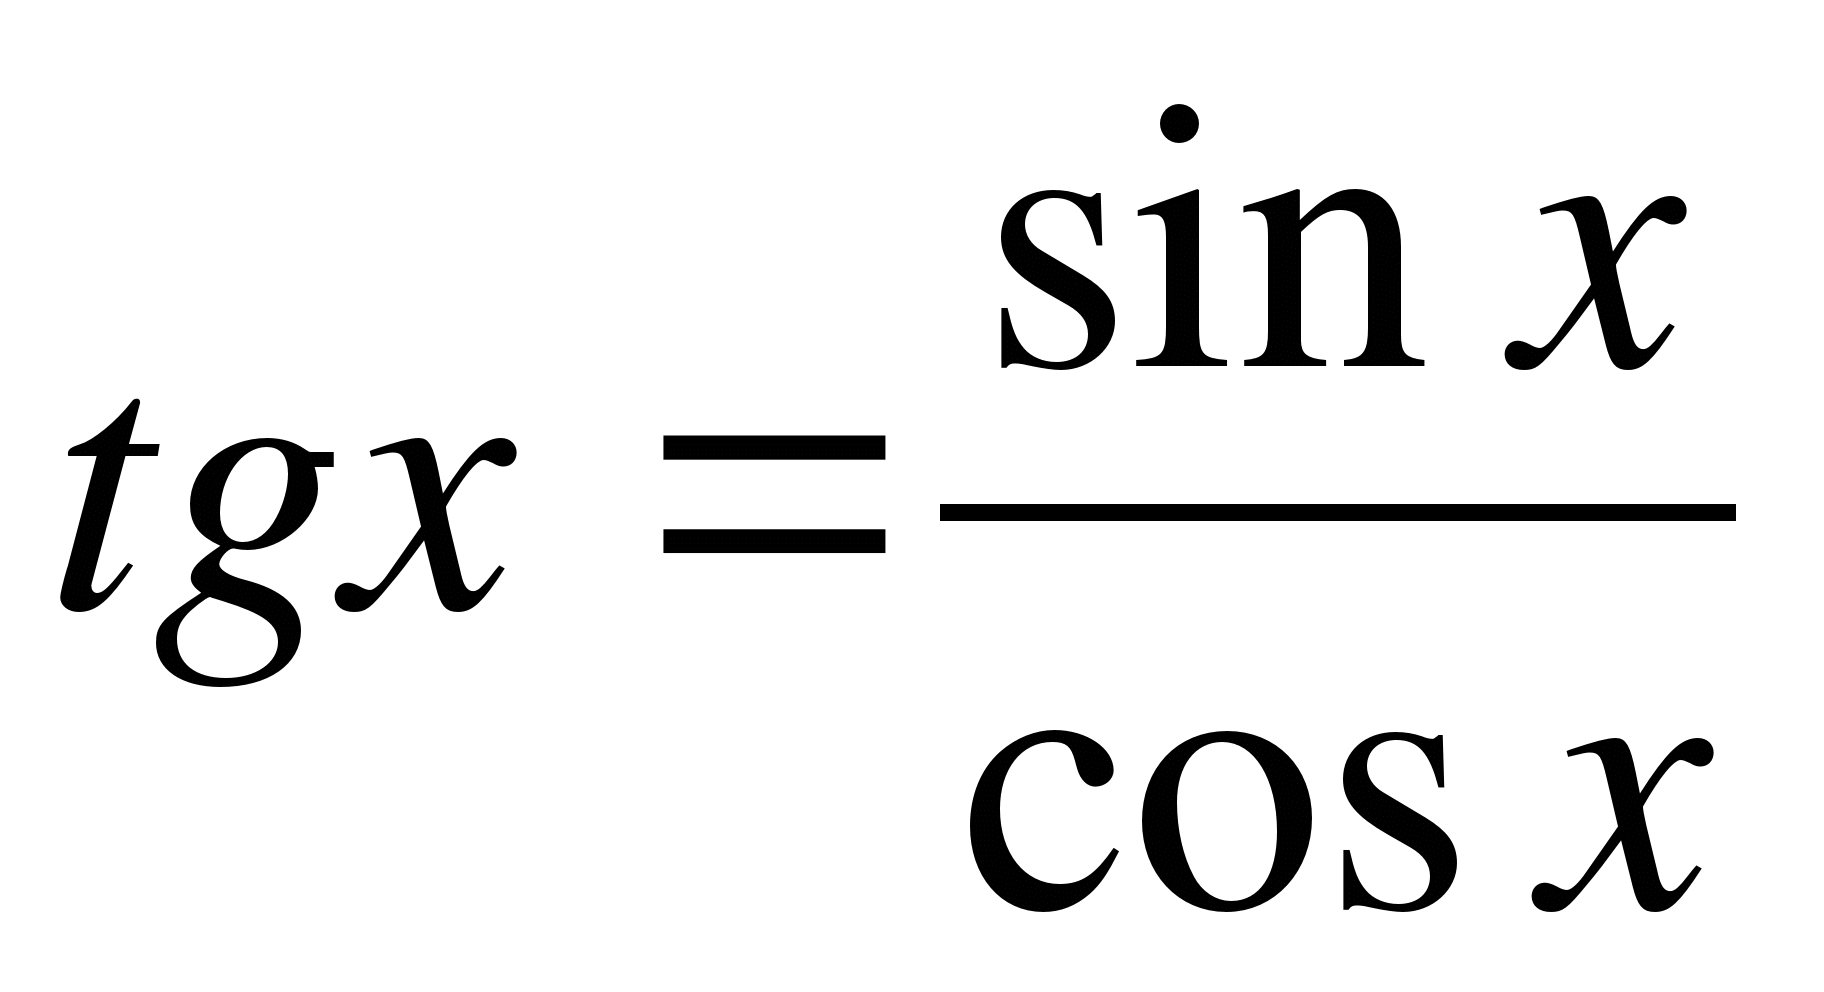 tgx = sin x / cos x